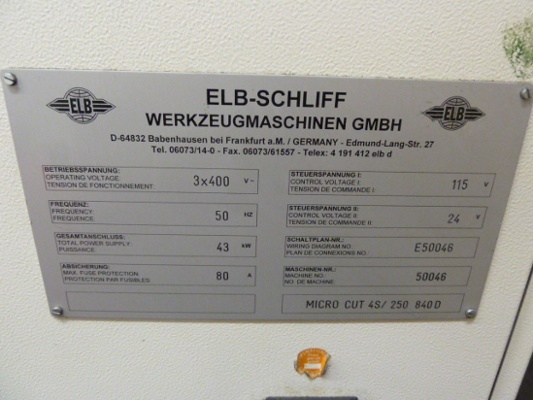 ELB
ELB
ELB-SCHLIFF
WERKZEUGMASCHINEN GMBH
D-64832 Babenhausen bei Frankfurt a.M. / GERMANY - Edmund-Lang-Str. 27
Tel. 06073/14-0 - Fax. 06073/61557 - Telex: 4 191 412 elb d
BETRIEBSSPANNUNG:
OPERATING VOLTAGE:
TENSION DE FONCTIONNEMENT:
3×400 V~
FREQUENZ:
FREQUENCY:
FREQUENCE:
50 HZ
GESAMTANSCHLUSS:
TOTAL POWER SUPPLY:
PUISSANCE:
43 kW
ABSICHERUNG:
MAX. FUSE PROTECTION:
PROTECTION PAR FUSIBLES:
80 A
STEUERSPANNUNG I:
CONTROL VOLTAGE I:
TENSION DE COMMANDE I:
115 V
STEUERSPANNUNG II:
CONTROL VOLTAGE II:
TENSION DE COMMANDE II:
24 V
SCHALTPLAN-NR.:
WIRING DIAGRAM NO.:
PLAN DE CONNEXIONS NO.:
E50046
MASCHINEN-NR.:
MACHINE NO.:
NO. DE MACHINE:
50046
MICRO CUT 4S/ 250 840D